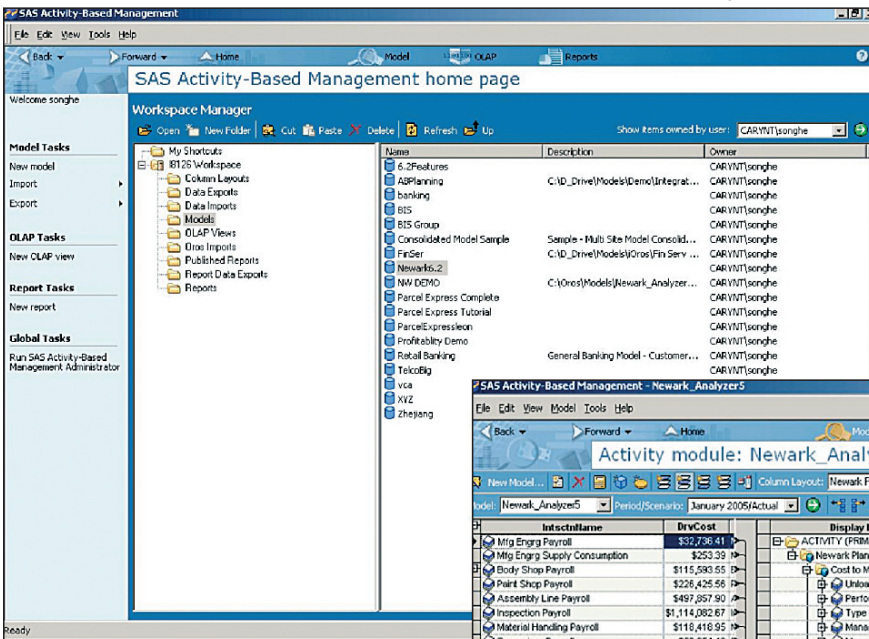 SAS Activity-Based Management
File Edit View Tools Help
Back Forward Home Model OLAP Reports
SAS Activity-Based Management home page
Welcome songhe
Workspace Manager
Open New Folder Cut Paste Delete Refresh Up Show items owned by user: CARYNT\songhe
Model Tasks
New model
Import
Export
OLAP Tasks
New OLAP view
Report Tasks
New report
Global Tasks
Run SAS Activity-Based
Management Administrator
My Shortcuts
I8126 Workspace
Column Layouts
Data Exports
Data Imports
Models
OLAP Views
Oros Imports
Published Reports
Report Data Exports
Reports
Name Description Owner
6.2Features CARYNT\songhe
ABPlanning C:\D_Drive\Models\Demo\Integrat... CARYNT\songhe
banking CARYNT\songhe
BIS CARYNT\songhe
BIS Group CARYNT\songhe
Consolidated Model Sample Sample - Multi Site Model Consolid... CARYNT\songhe
FinSer C:\D_Drive\Models\iOros\Fin Serv ... CARYNT\songhe
Newark6.2 CARYNT\songhe
NW DEMO C:\Oros\Models\Newark_Analyzer... CARYNT\songhe
Parcel Express Complete CARYNT\songhe
Parcel Express Tutorial CARYNT\songhe
ParcelExpressleon CARYNT\songhe
Profitablity Demo CARYNT\songhe
Retail Banking General Banking Model - Customer... CARYNT\songhe
TelcoBig CARYNT\songhe
vca
XYZ
Zhejiang
SAS Activity-Based Management - Newark_Analyzer5
File Edit View Model Tools Help
Back Forward Home Mod
Activity module: Newark_Analy
New Model... Column Layout: Newark F
Model: Newark_Analyzer5 Period/Scenario: January 2005/Actual
IntsctnName DrvCost Display
Mfg Engrg Payroll $32,736.41 ACTIVITY (PRIM
Mfg Engrg Supply Consumption $253.39 Newark Plan
Body Shop Payroll $115,593.55 Cost to M
Paint Shop Payroll $226,425.56 Unloa
Assembly Line Payroll $497,857.90 Perfo
Inspection Payroll $1,114,082.67 Type
Material Handling Payroll $118,418.95 Mana
Ready